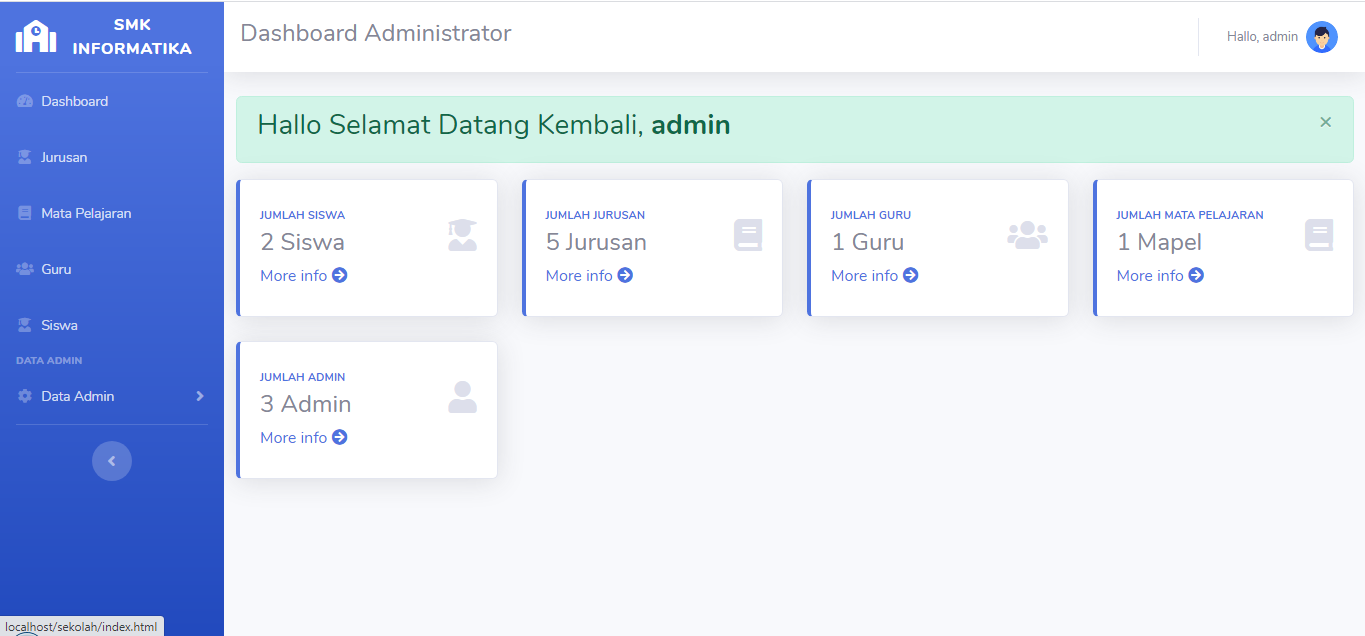 SMK
INFORMATIKA
Dashboard
Jurusan
Mata Pelajaran
Guru
Siswa
DATA ADMIN
Data Admin
Dashboard Administrator
Hallo, admin
Hallo Selamat Datang Kembali, admin
×
JUMLAH SISWA
2 Siswa
More info
JUMLAH JURUSAN
5 Jurusan
More info
JUMLAH GURU
1 Guru
More info
JUMLAH MATA PELAJARAN
1 Mapel
More info
JUMLAH ADMIN
3 Admin
More info
localhost/sekolah/index.html